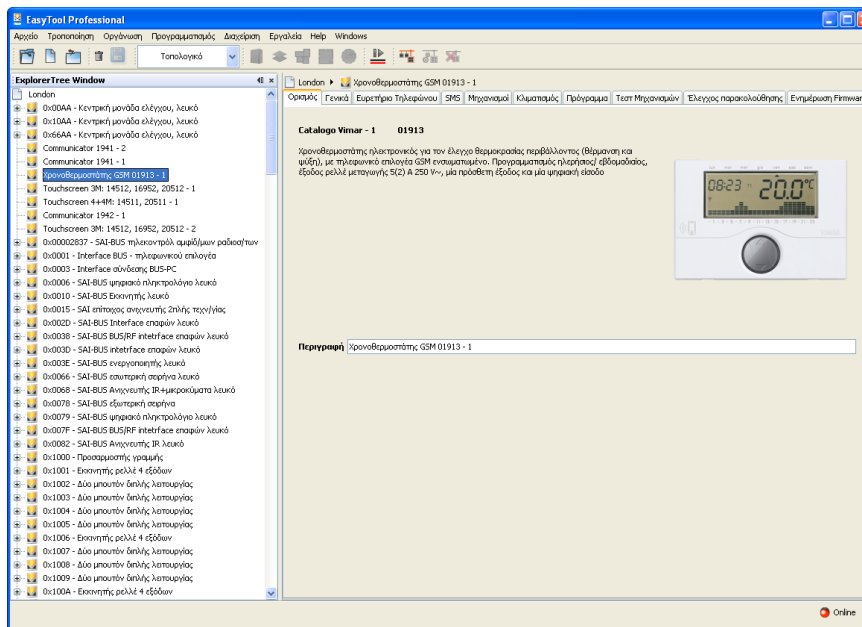 EasyTool Professional
Αρχείο Τροποποίηση Οργάνωση Προγραμματισμός Διαχείριση Εργαλεία Help Windows
Τοπολογικό
ExplorerTree Window
London
0x00AA - Κεντρική μονάδα ελέγχου, λευκό
0x10AA - Κεντρική μονάδα ελέγχου, λευκό
0x66AA - Κεντρική μονάδα ελέγχου, λευκό
Communicator 1941 - 2
Communicator 1941 - 1
Χρονοθερμοστάτης GSM 01913 - 1
Touchscreen 3M: 14512, 16952, 20512 - 1
Touchscreen 4+4M: 14511, 20511 - 1
Communicator 1942 - 1
Touchscreen 3M: 14512, 16952, 20512 - 2
0x00002837 - SAI-BUS τηλεκοντρόλ αμφίδ/μων ραδιοσ/των
0x0001 - Interface BUS - τηλεφωνικού επιλογέα
0x0003 - Interface σύνδεσης BUS-PC
0x0006 - SAI-BUS ψηφιακό πληκτρολόγιο λευκό
0x0010 - SAI-BUS Εκκινητής λευκό
0x0015 - SAI επίτοιχος ανιχνευτής 2πλής τεχν/γίας
0x002D - SAI-BUS Interface επαφών λευκό
0x0038 - SAI-BUS BUS/RF intetrface επαφών λευκό
0x003D - SAI-BUS intetrface επαφών λευκό
0x003E - SAI-BUS ενεργοποιητής λευκό
0x0066 - SAI-BUS εσωτερική σειρήνα λευκό
0x0068 - SAI-BUS Ανιχνευτής IR+μικροκύματα λευκό
0x0078 - SAI-BUS εξωτερική σειρήνα
0x0079 - SAI-BUS ψηφιακό πληκτρολόγιο λευκό
0x007F - SAI-BUS BUS/RF intetrface επαφών λευκό
0x0082 - SAI-BUS Ανιχνευτής IR λευκό
0x1000 - Προσαρμοστής γραμμής
0x1001 - Εκκινητής ρελλέ 4 εξόδων
0x1002 - Δύο μπουτόν διπλής λειτουργίας
0x1003 - Δύο μπουτόν διπλής λειτουργίας
0x1004 - Δύο μπουτόν διπλής λειτουργίας
0x1005 - Δύο μπουτόν διπλής λειτουργίας
0x1006 - Εκκινητής ρελλέ 4 εξόδων
0x1007 - Δύο μπουτόν διπλής λειτουργίας
0x1008 - Δύο μπουτόν διπλής λειτουργίας
0x1009 - Δύο μπουτόν διπλής λειτουργίας
0x100A - Εκκινητής ρελλέ 4 εξόδων
London Χρονοθερμοστάτης GSM 01913 - 1
Ορισμός Γενικά Ευρετήριο Τηλεφώνου SMS Μηχανισμοί Κλιματισμός Πρόγραμμα Τεστ Μηχανισμών Έλεγχος παρακολούθησης Ενημέρωση Firmwar
Catalogo Vimar - 1 01913
Χρονοθερμοστάτης ηλεκτρονικός για τον έλεγχο θερμοκρασίας περιβάλλοντος (θέρμανση και
ψύξη), με τηλεφωνικό επιλογέα GSM ενσωματωμένο. Προγραμματισμός ημερήσιος/ εβδομαδιαίος,
έξοδος ρελλέ μεταγωγής 5(2) A 250 V~, μία πρόσθετη έξοδος και μία ψηφιακή είσοδο
08:23 20.0°C
Περιγραφή Χρονοθερμοστάτης GSM 01913 - 1
Online